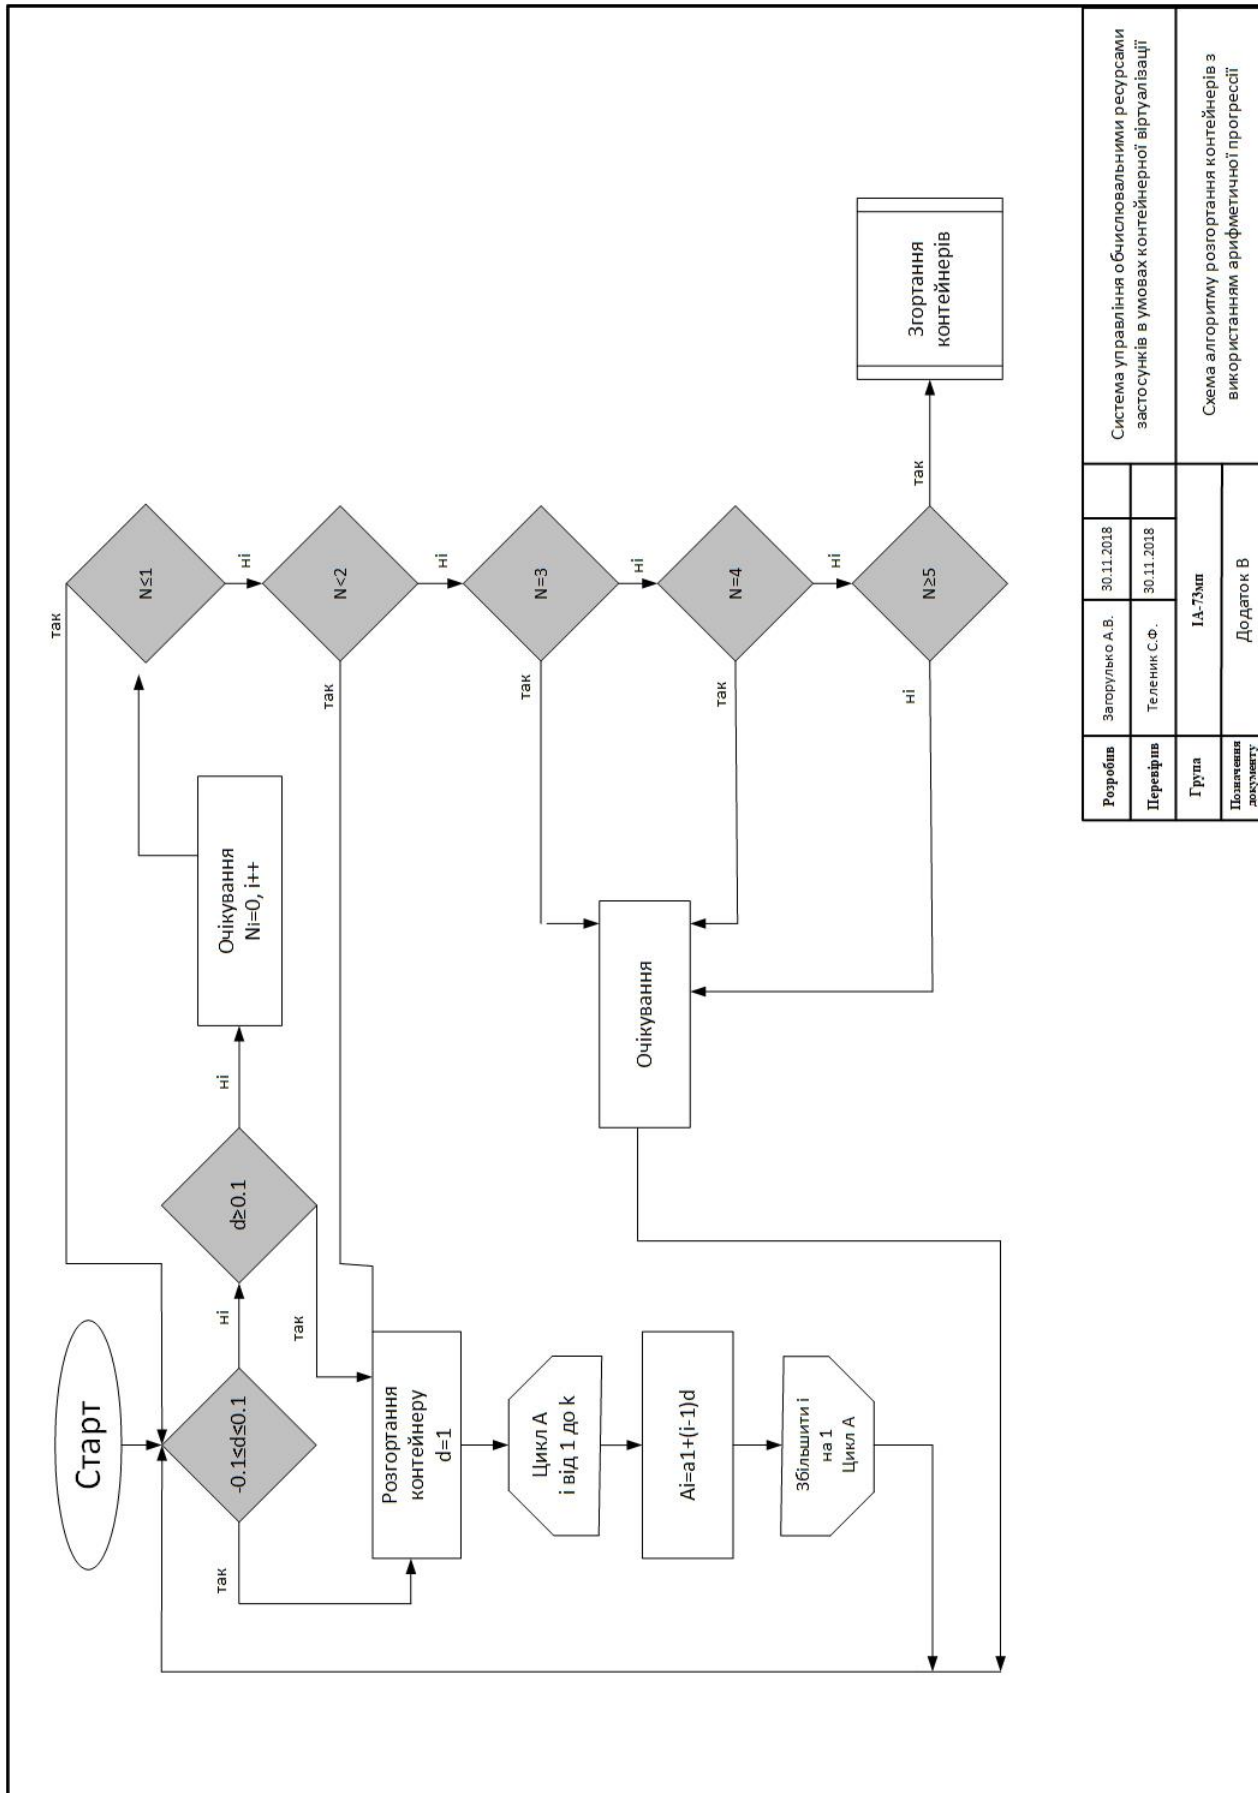 Старт
-0.1≤d≤0.1
ні
d≥0.1
ні
Очікування
Ni=0, i++
так
N≤1
ні
так
N<2
ні
так
N=3
ні
так
N=4
ні
ні
N≥5
так
Згортання
контейнерів
Очікування
так
так
Розгортання
контейнеру
d=1
Цикл А
і від 1 до k
Ai=a1+(i-1)d
Збільшити і
на 1
Цикл А
Розробив
Загорулько А.В.
30.11.2018
Система управління обчислювальними ресурсами
застосунків в умовах контейнерної віртуалізації
Перевірив
Теленик С.Ф.
30.11.2018
Група
ІА-73мп
Схема алгоритму розгортання контейнерів з
використанням арифметичної прогрессії
Позначення
документу
Додаток В